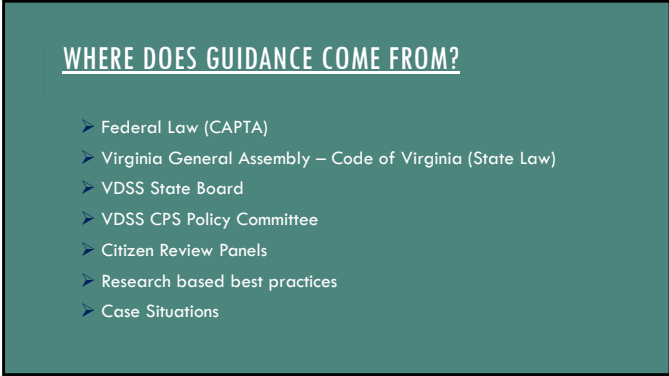 WHERE DOES GUIDANCE COME FROM?
Federal Law (CAPTA)
Virginia General Assembly – Code of Virginia (State Law)
VDSS State Board
VDSS CPS Policy Committee
Citizen Review Panels
Research based best practices
Case Situations